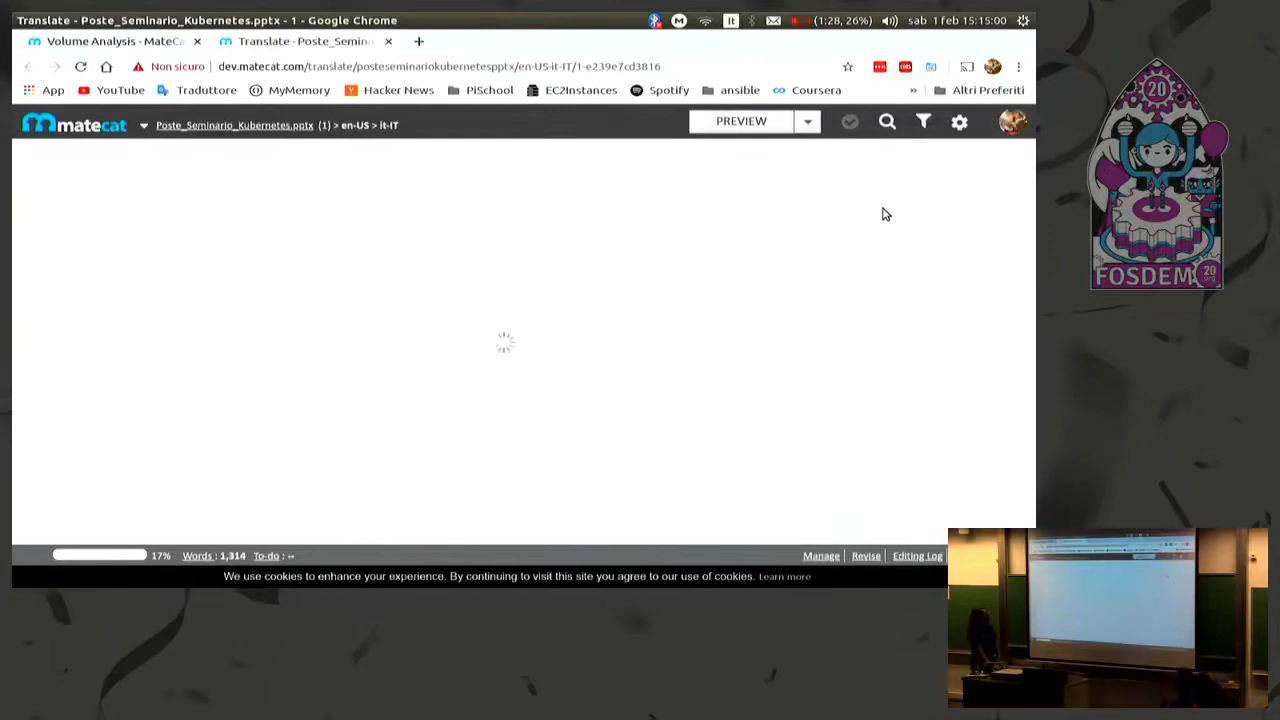 Translate - Poste_Seminario_Kubernetes.pptx - 1 - Google Chrome
It
(1:28, 26%)
sab 1 feb 15:15:00
Volume Analysis - MateCa
Translate - Poste_Semin
Non sicuro
dev.matecat.com/translate/posteseminariokubernetespptx/en-US-it-IT/1-e239e7cd3816
App
YouTube
Traduttore
MyMemory
Hacker News
PiSchool
EC2Instances
Spotify
ansible
Coursera
»
Altri Preferiti
matecat
Poste_Seminario_Kubernetes.pptx (1) > en-US > it-IT
PREVIEW
17%
Words : 1,314
To-do : --
Manage
Revise
Editing Log
We use cookies to enhance your experience. By continuing to visit this site you agree to our use of cookies. Learn more
20
FOSDEM
20
.org